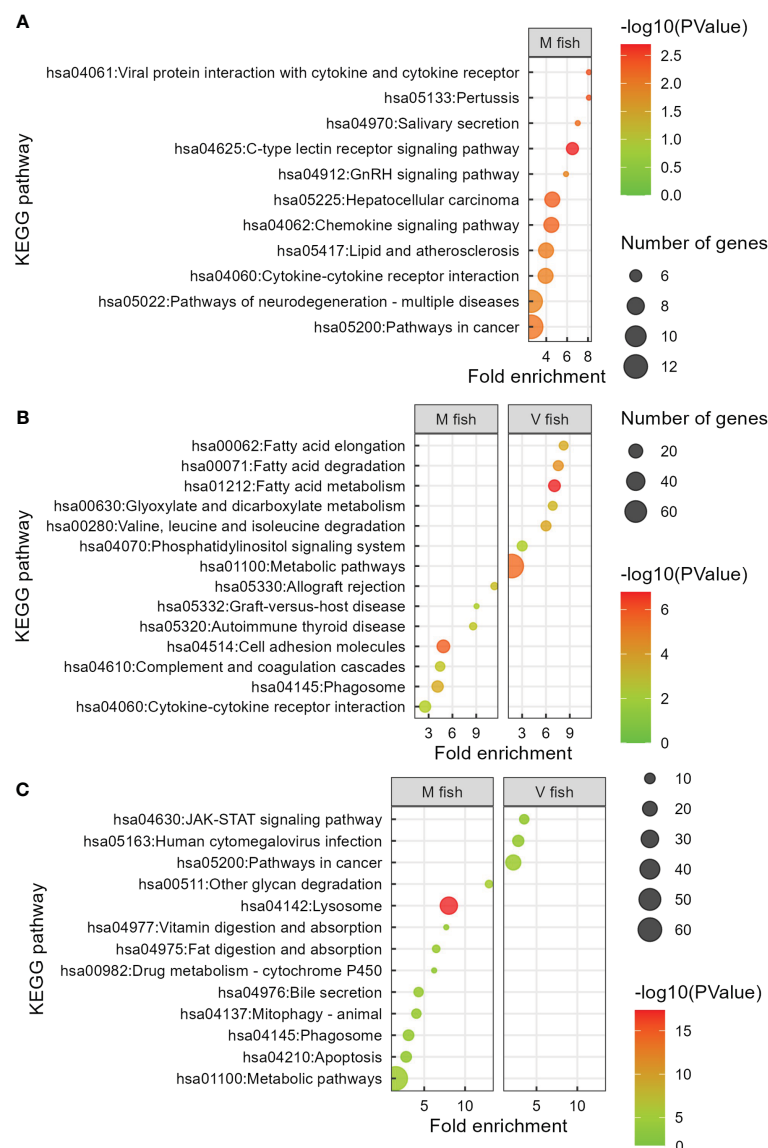 A
M fish
-log10(PValue)
hsa04061:Viral protein interaction with cytokine and cytokine receptor
hsa05133:Pertussis
hsa04970:Salivary secretion
hsa04625:C-type lectin receptor signaling pathway
hsa04912:GnRH signaling pathway
hsa05225:Hepatocellular carcinoma
hsa04062:Chemokine signaling pathway
hsa05417:Lipid and atherosclerosis
hsa04060:Cytokine-cytokine receptor interaction
hsa05022:Pathways of neurodegeneration - multiple diseases
hsa05200:Pathways in cancer
KEGG pathway
4 6 8
Fold enrichment
2.5
2.0
1.5
1.0
0.5
0.0
Number of genes
6
8
10
12
B
M fish V fish
hsa00062:Fatty acid elongation
hsa00071:Fatty acid degradation
hsa01212:Fatty acid metabolism
hsa00630:Glyoxylate and dicarboxylate metabolism
hsa00280:Valine, leucine and isoleucine degradation
hsa04070:Phosphatidylinositol signaling system
hsa01100:Metabolic pathways
hsa05330:Allograft rejection
hsa05332:Graft-versus-host disease
hsa05320:Autoimmune thyroid disease
hsa04514:Cell adhesion molecules
hsa04610:Complement and coagulation cascades
hsa04145:Phagosome
hsa04060:Cytokine-cytokine receptor interaction
KEGG pathway
3 6 9 3 6 9
Fold enrichment
Number of genes
20
40
60
-log10(PValue)
6
4
2
0
C
M fish V fish
hsa04630:JAK-STAT signaling pathway
hsa05163:Human cytomegalovirus infection
hsa05200:Pathways in cancer
hsa00511:Other glycan degradation
hsa04142:Lysosome
hsa04977:Vitamin digestion and absorption
hsa04975:Fat digestion and absorption
hsa00982:Drug metabolism - cytochrome P450
hsa04976:Bile secretion
hsa04137:Mitophagy - animal
hsa04145:Phagosome
hsa04210:Apoptosis
hsa01100:Metabolic pathways
KEGG pathway
5 10 5 10
Fold enrichment
10
20
30
40
50
60
-log10(PValue)
15
10
5
0